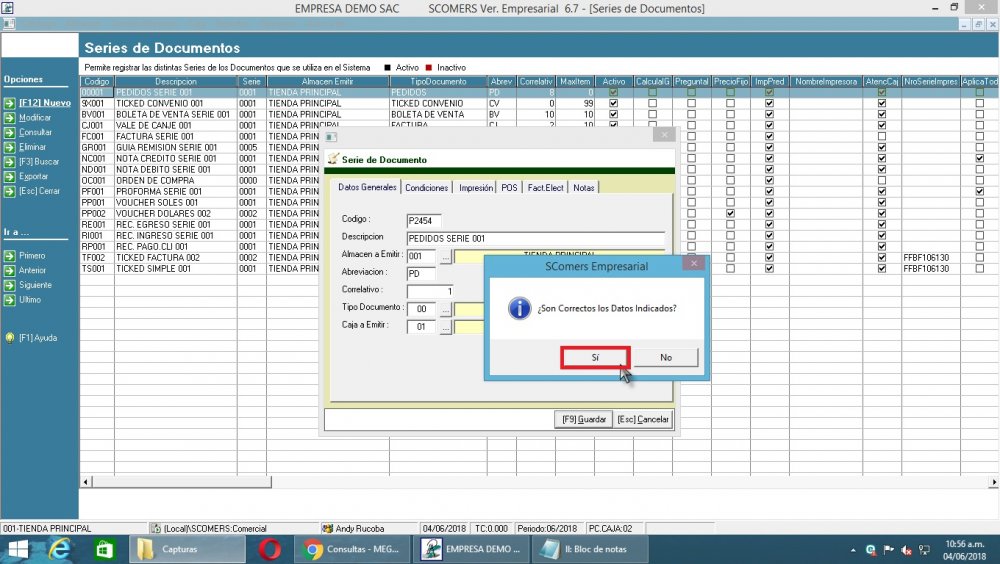 EMPRESA DEMO SAC SCOMERS Ver. Empresarial 6.7 - [Series de Documentos]
Series de Documentos
Permite registrar las distintas Series de los Documentos que se utiliza en el Sistema Activo Inactivo
Opciones
[F12] Nuevo
Modificar
Consultar
Eliminar
[F3] Buscar
Exportar
[Esc] Cerrar
Ir a ...
Primero
Anterior
Siguiente
Ultimo
[F1] Ayuda
Codigo Descripcion Serie Almacen Emitir TipoDocumento Abrev Correlativ MaxItem Activo CalculaIG PreguntaI PrecioFijo ImpPred NombreImpresora AtencCaj NroSerieImpres AplicaTod
00001 PEDIDOS SERIE 001 0001 TIENDA PRINCIPAL PEDIDOS PD 8 0
9X001 TICKED CONVENIO 001 0001 TIENDA PRINCIPAL TICKED CONVENIO CV 0 99
BV001 BOLETA DE VENTA SERIE 001 0001 TIENDA PRINCIPAL BOLETA DE VENTA BV 10 10
CJ001 VALE DE CANJE 001 0001 TIENDA PRINCIPAL FACTURA CJ 2 10
FC001 FACTURA SERIE 001 0001 TIENDA PRIN
GR001 GUIA REMISION SERIE 001 0005 TIENDA PRIN
NC001 NOTA CREDITO SERIE 001 0001 TIENDA PRIN
ND001 NOTA DEBITO SERIE 001 0001 TIENDA PRIN
OC001 ORDEN DE COMPRA 0000 TIENDA PRIN
PF001 PROFORMA SERIE 001 0001 TIENDA PRIN
PP001 VOUCHER SOLES 001 0001 TIENDA PRIN
PP002 VOUCHER DOLARES 002 0002 TIENDA PRIN
RE001 REC. EGRESO SERIE 001 0001 TIENDA PRIN
RI001 REC. INGRESO SERIE 001 0001 TIENDA PRIN
RP001 REC. PAGO.CLI 001 0001 TIENDA PRIN
TF002 TICKED FACTURA 002 0002 TIENDA PRIN FFBF106130
TS001 TICKED SIMPLE 001 0001 TIENDA PRIN FFBF106130
Serie de Documento
Datos Generales Condiciones Impresión POS Fact.Elect Notas
Codigo : P2454
Descripcion PEDIDOS SERIE 001
Almacen a Emitir : 001 ... TIENDA PRINCIPAL
Abreviacion : PD
Correlativo : 1
Tipo Documento : 00 ...
Caja a Emitir : 01 ...
[F9] Guardar [Esc] Cancelar
SComers Empresarial
¿Son Correctos los Datos Indicados?
Sí No
001-TIENDA PRINCIPAL (Local)\SCOMERS:Comercial Andy Rucoba 04/06/2018 TC:0.000 Periodo:06/2018 PC.CAJA:02
Capturas Consultas - MEG... EMPRESA DEMO ... II: Bloc de notas
10:56 a.m.
04/06/2018